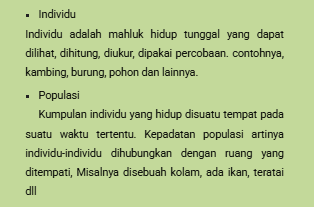 ▪ Individu
Individu adalah mahluk hidup tunggal yang dapat
dilihat, dihitung, diukur, dipakai percobaan. contohnya,
kambing, burung, pohon dan lainnya.
▪ Populasi
Kumpulan individu yang hidup disuatu tempat pada
suatu waktu tertentu. Kepadatan populasi artinya
individu-individu dihubungkan dengan ruang yang
ditempati, Misalnya disebuah kolam, ada ikan, teratai
dll